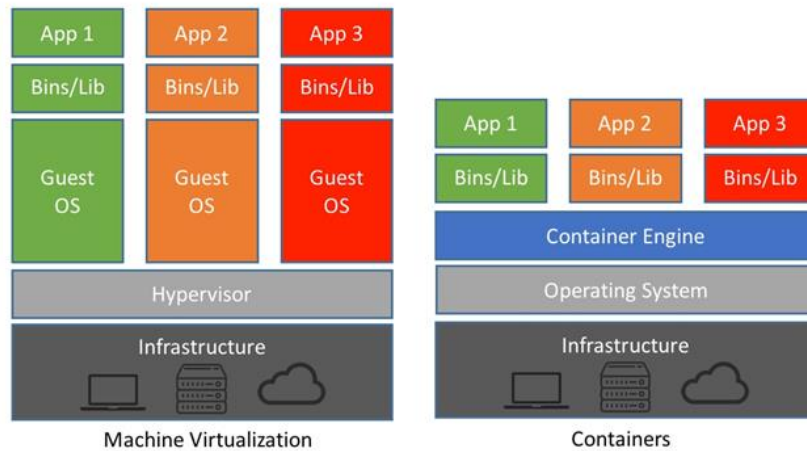 App 1
App 2
App 3
Bins/Lib
Bins/Lib
Bins/Lib
Guest
OS
Guest
OS
Guest
OS
Hypervisor
Infrastructure
Machine Virtualization
App 1
App 2
App 3
Bins/Lib
Bins/Lib
Bins/Lib
Container Engine
Operating System
Infrastructure
Containers